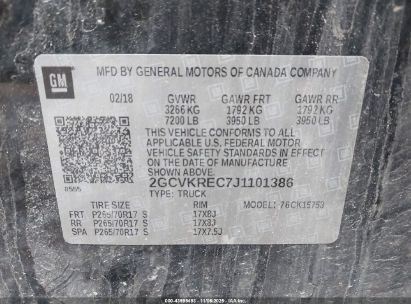 GM
MFD BY GENERAL MOTORS OF CANADA COMPANY
02/18 GVWR GAWR FRT GAWR RR
3266 KG 1792 KG 1792 KG
7200 LB 3950 LB 3950 LB
THIS VEHICLE CONFORMS TO ALL
APPLICABLE U.S. FEDERAL MOTOR
VEHICLE SAFETY STANDARDS IN
EFFECT ON THE DATE OF MANUFACTURE
SHOWN ABOVE.
2GCVKREC7J1101386
TYPE: TRUCK
TIRE SIZE RIM MODEL:
FRT P265/70R17 S 17X8J
RR P265/70R17 S 17X8J
SPA P265/70R17 S 17X7.5J